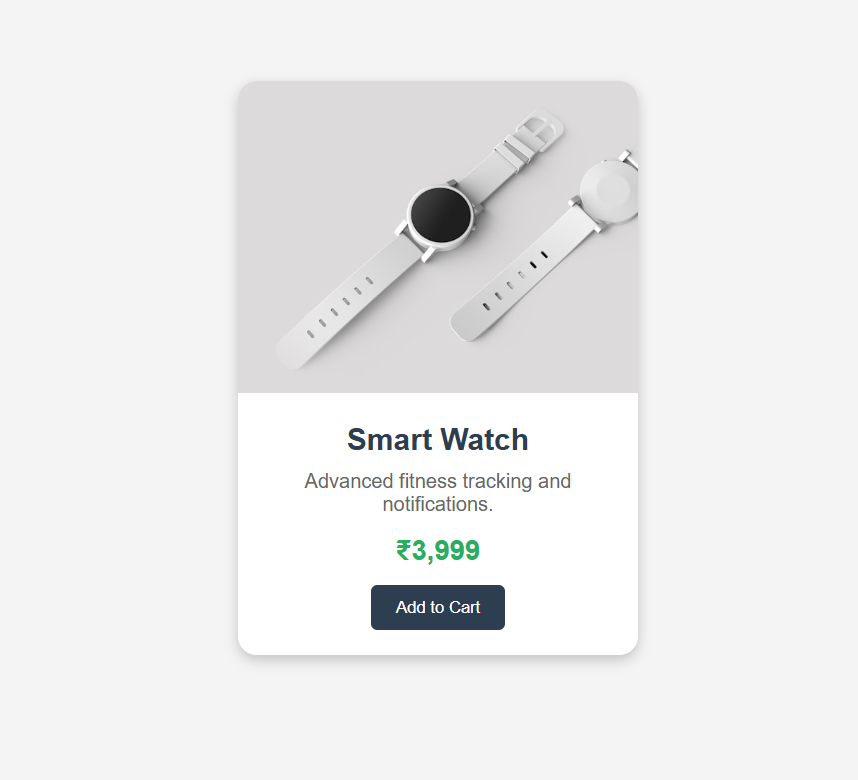 Smart Watch
Advanced fitness tracking and
notifications.
₹3,999
Add to Cart